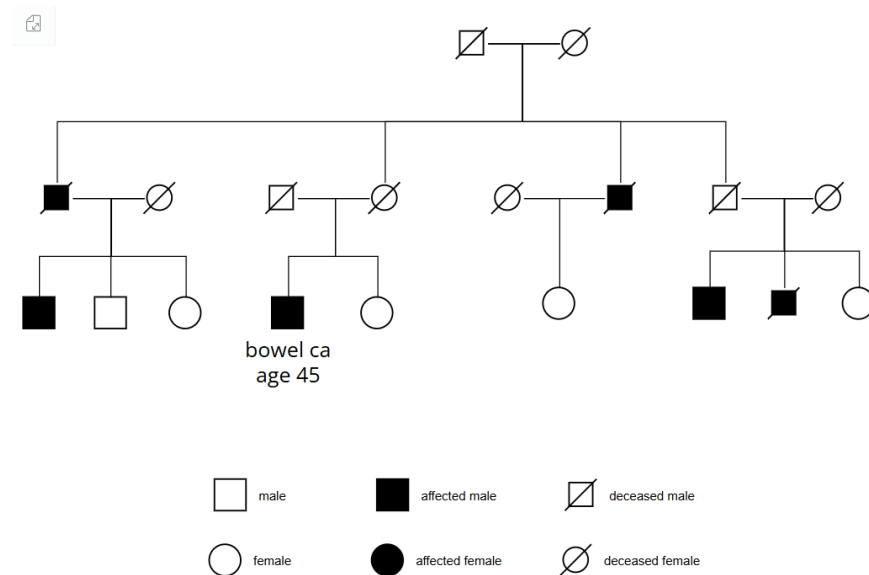 bowel ca
age 45
male
affected male
deceased male
female
affected female
deceased female